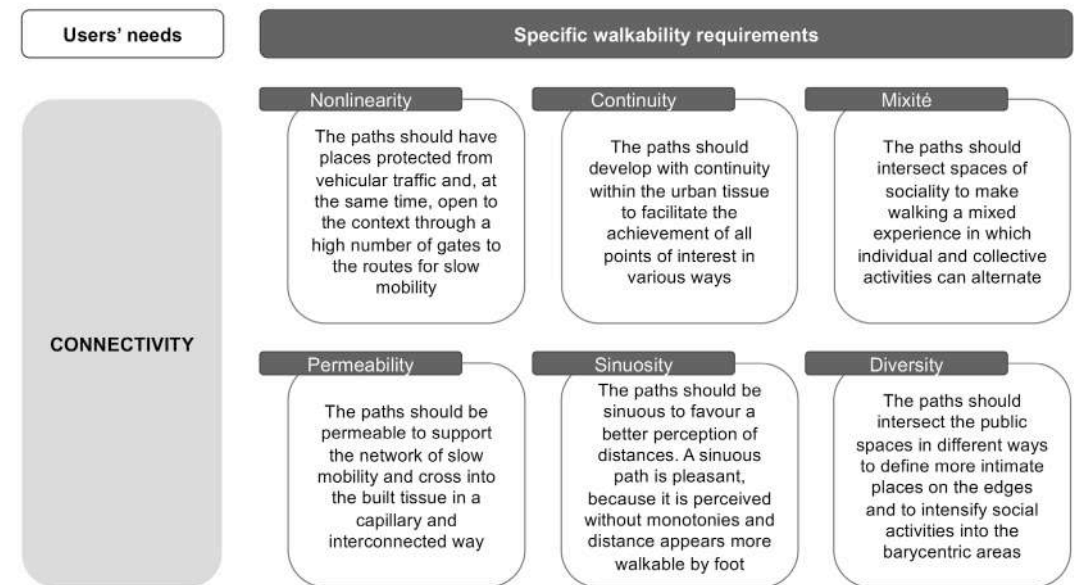 Users' needs
Specific walkability requirements
CONNECTIVITY
Nonlinearity
The paths should have
places protected from
vehicular traffic and, at
the same time, open to
the context through a
high number of gates to
the routes for slow
mobility
Continuity
The paths should
develop with continuity
within the urban tissue
to facilitate the
achievement of all
points of interest in
various ways
Mixité
The paths should
intersect spaces of
sociality to make
walking a mixed
experience in which
individual and collective
activities can alternate
Permeability
The paths should be
permeable to support
the network of slow
mobility and cross into
the built tissue in a
capillary and
interconnected way
Sinuosity
The paths should be
sinuous to favour a
better perception of
distances. A sinuous
path is pleasant,
because it is perceived
without monotonies and
distance appears more
walkable by foot
Diversity
The paths should
intersect the public
spaces in different ways
to define more intimate
places on the edges
and to intensify social
activities into the
barycentric areas